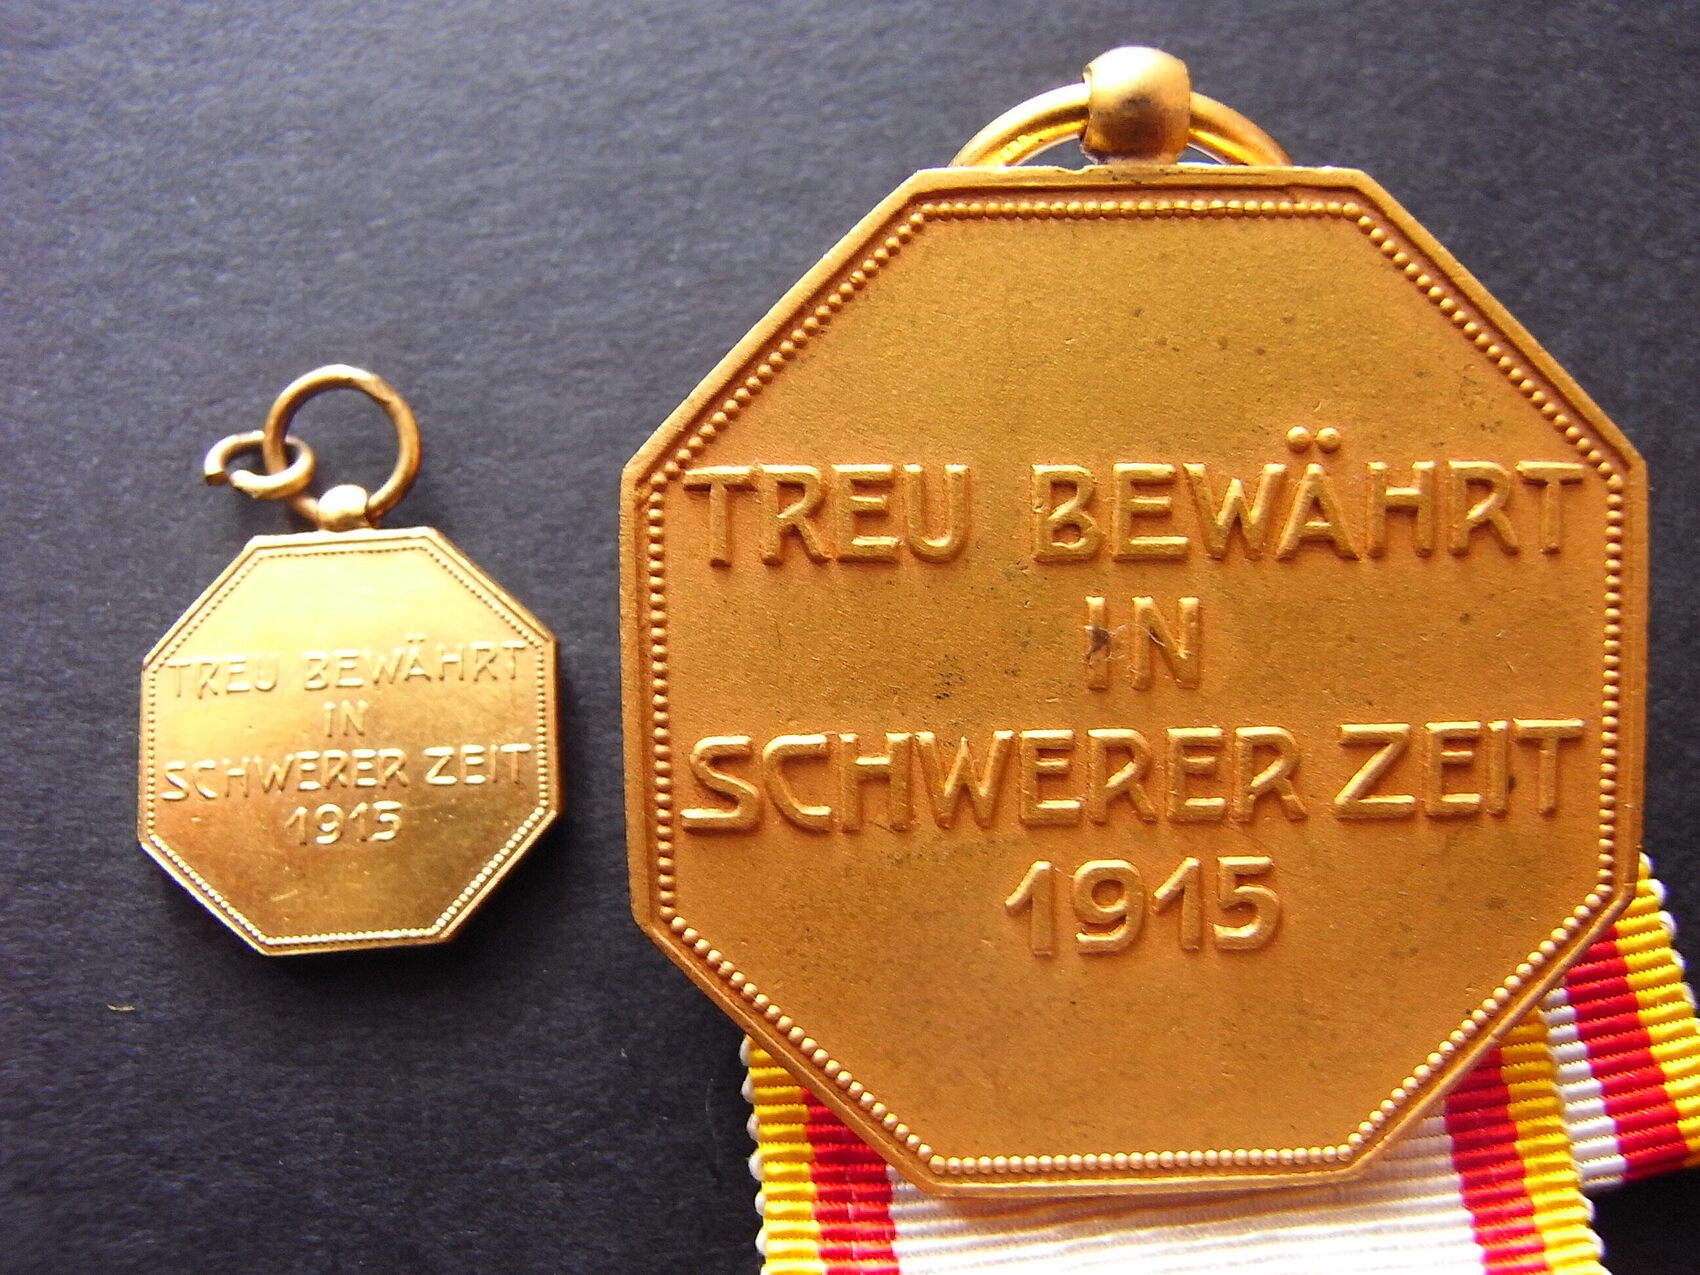 TREU BEWÄHRT
IN
SCHWERER ZEIT
1915
TREU BEWÄHRT
IN
SCHWERER ZEIT
1915